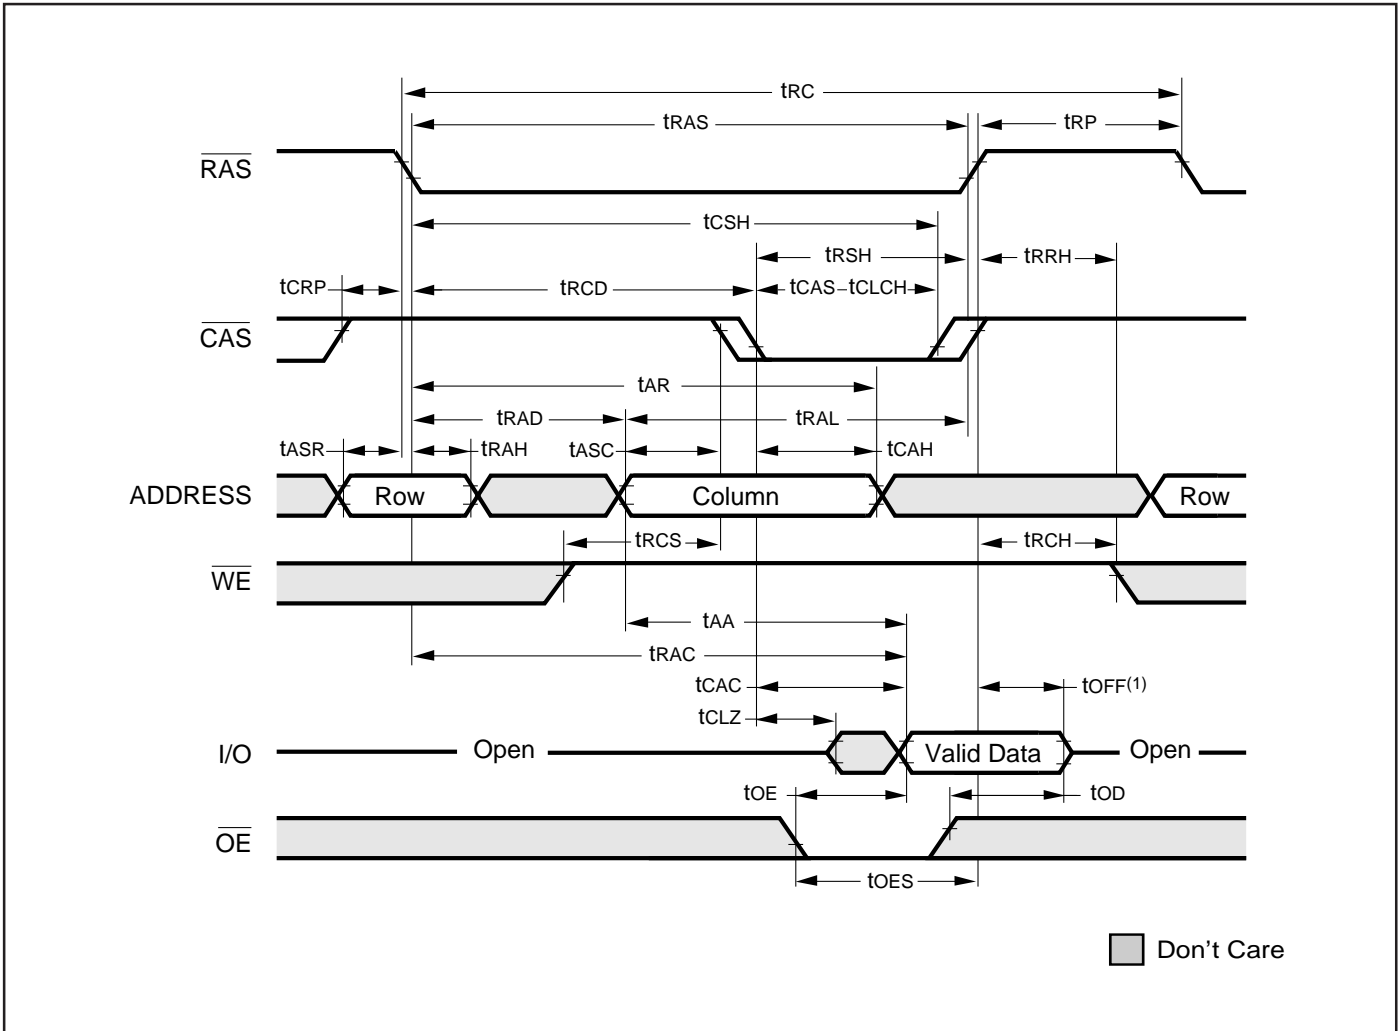 tRC
tRAS
tRP
RAS
tCSH
tRSH
tRRH
tCRP
tRCD
tCAS
tCLCH
CAS
tAR
tRAD
tRAL
tASR
tRAH
tASC
tCAH
ADDRESS
Row
Column
Row
tRCS
tRCH
WE
tAA
tRAC
tCAC
tOFF(1)
tCLZ
I/O
Open
Valid Data
Open
tOE
tOD
OE
tOES
Don't Care